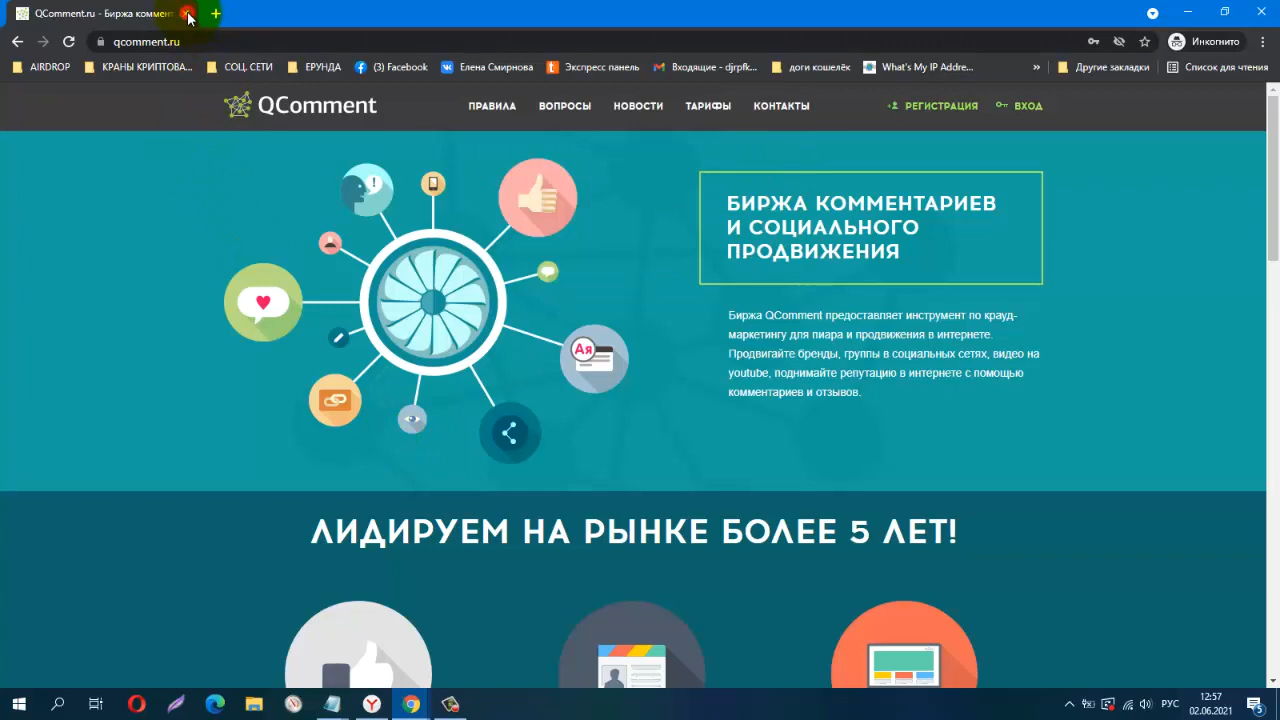 QComment.ru - Биржа коммент
qcomment.ru
Инкогнито
AIRDROP
КРАНЫ КРИПТОВА...
СОЦ. СЕТИ
ЕРУНДА
(3) Facebook
Елена Смирнова
Экспресс панель
Входящие - djrpfk...
доги кошелёк
What's My IP Addre...
»
Другие закладки
Список для чтения
QComment
ПРАВИЛА
ВОПРОСЫ
НОВОСТИ
ТАРИФЫ
КОНТАКТЫ
РЕГИСТРАЦИЯ
ВХОД
БИРЖА КОММЕНТАРИЕВ
И СОЦИАЛЬНОГО
ПРОДВИЖЕНИЯ
Ая
Биржа QComment предоставляет инструмент по крауд-
маркетингу для пиара и продвижения в интернете.
Продвигайте бренды, группы в социальных сетях, видео на
youtube, поднимайте репутацию в интернете с помощью
комментариев и отзывов.
ЛИДИРУЕМ НА РЫНКЕ БОЛЕЕ 5 ЛЕТ!
РУС
12:57
02.06.2021
5